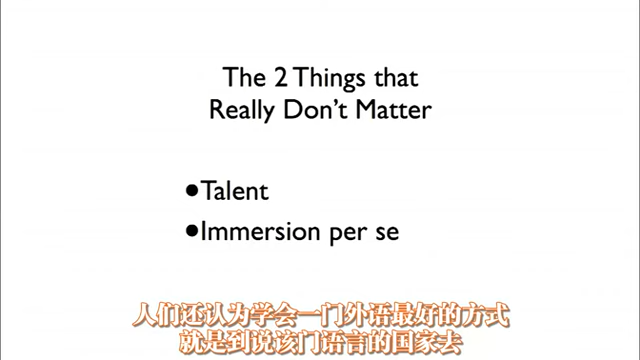 The 2 Things that
Really Don't Matter
•Talent
•Immersion per se
人们还认为学会一门外语最好的方式
就是到说该门语言的国家去